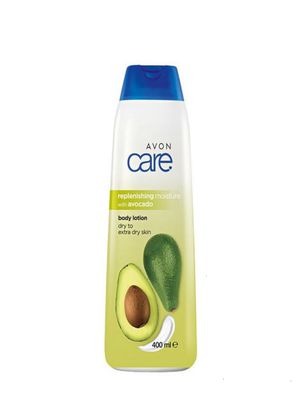 AVON
care
replenishing moisture
with avocado
body lotion
dry to
extra dry skin
400 ml e